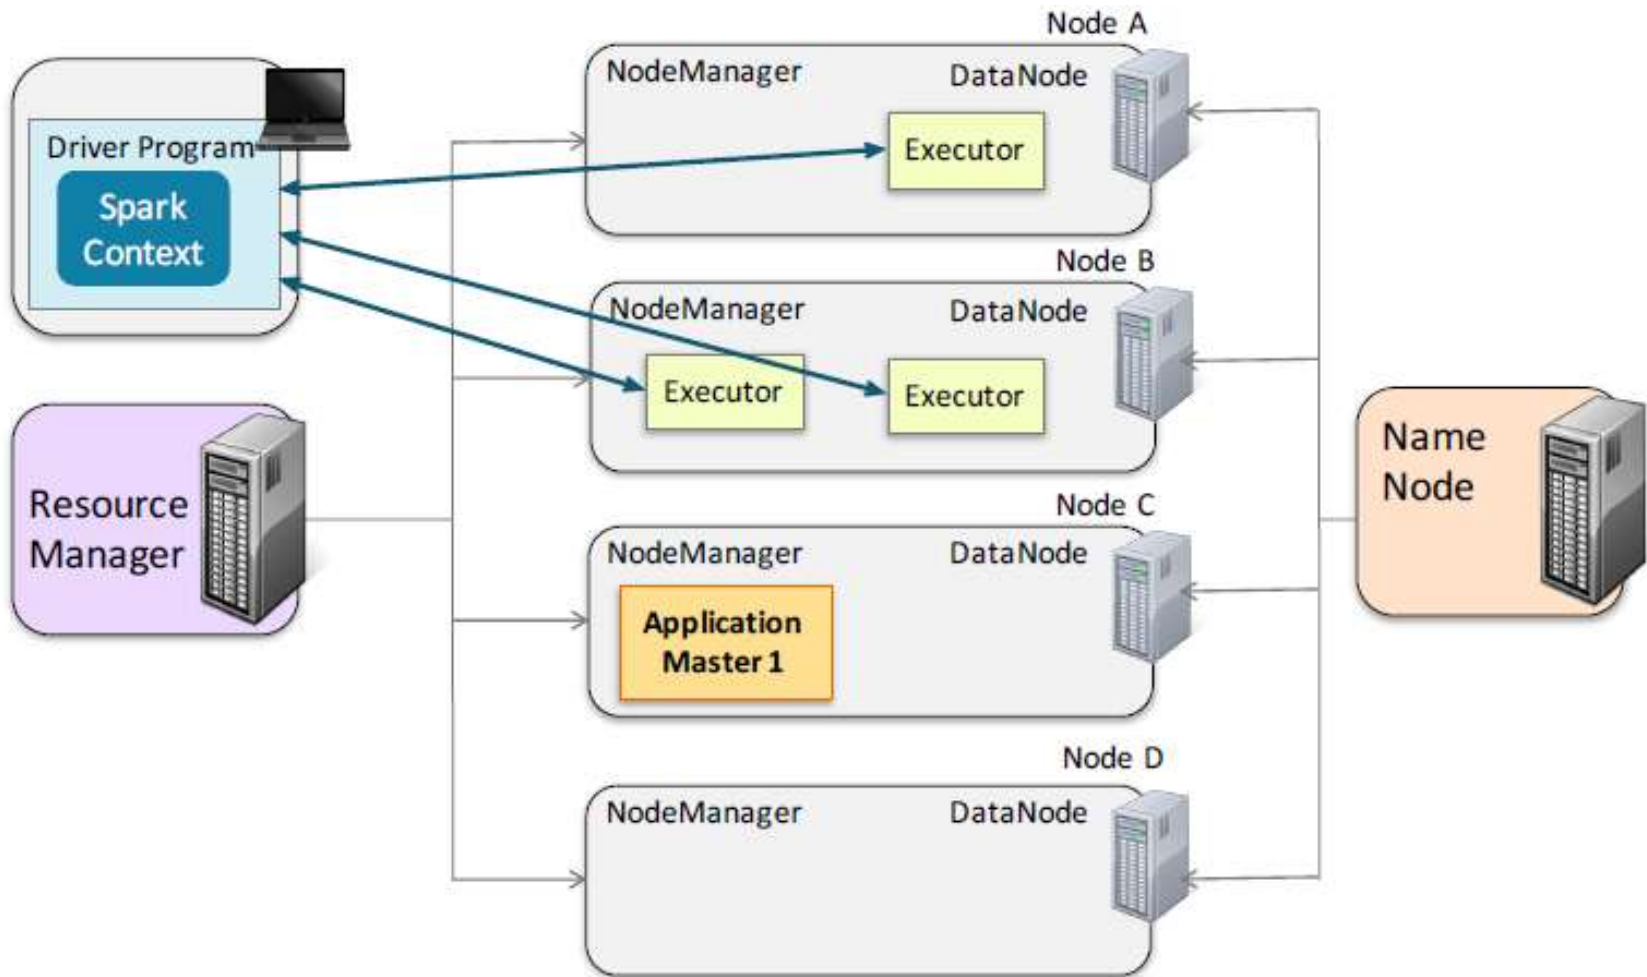 Node A
NodeManager
DataNode
Executor
Driver Program
Spark
Context
Node B
NodeManager
DataNode
Executor
Executor
Resource
Manager
Name
Node
Node C
NodeManager
DataNode
Application
Master 1
Node D
NodeManager
DataNode